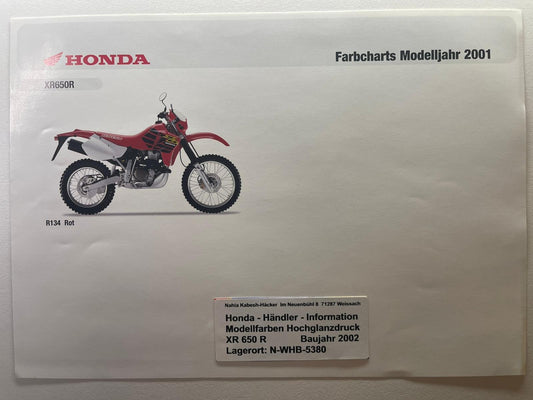 HONDA
Farbcharts Modelljahr 2001
XR650R
R134 Rot
Nahla Kabesh-Häcker Im Neuenbühl 8 71287 Weissach
Honda - Händler - Information
Modellfarben Hochglanzdruck
XR 650 R Baujahr 2002
Lagerort: N-WHB-5380